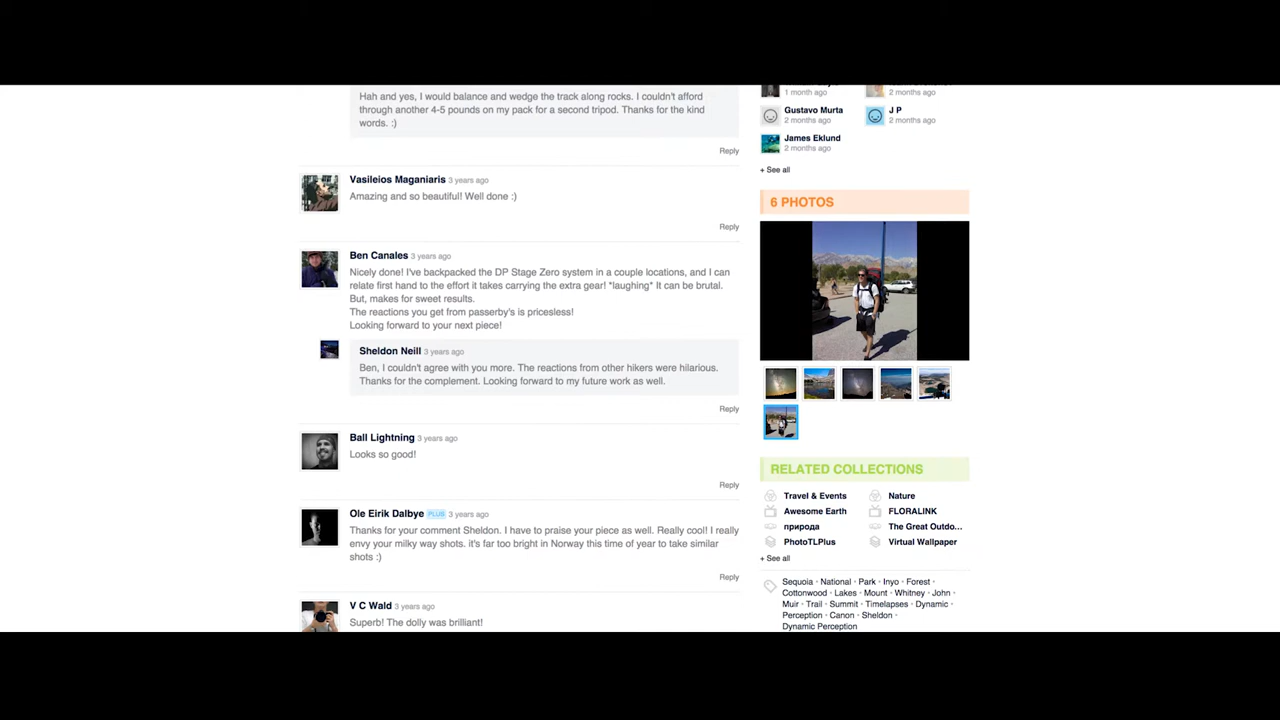 Hah and yes, I would balance and wedge the track along rocks. I couldn't afford
through another 4-5 pounds on my pack for a second tripod. Thanks for the kind
words. :)
Reply
Vasileios Maganiaris 3 years ago
Amazing and so beautiful! Well done :)
Reply
Ben Canales 3 years ago
Nicely done! I've backpacked the DP Stage Zero system in a couple locations, and I can
relate first hand to the effort it takes carrying the extra gear! *laughing* It can be brutal.
But, makes for sweet results.
The reactions you get from passerby's is priceless!
Looking forward to your next piece!
Sheldon Neill 3 years ago
Ben, I couldn't agree with you more. The reactions from other hikers were hilarious.
Thanks for the complement. Looking forward to my future work as well.
Reply
Ball Lightning 3 years ago
Looks so good!
Reply
Ole Eirik Dalbye PLUS 3 years ago
Thanks for your comment Sheldon. I have to praise your piece as well. Really cool! I really
envy your milky way shots. it's far too bright in Norway this time of year to take similar
shots :)
Reply
V C Wald 3 years ago
Superb! The dolly was brilliant!
1 month ago
2 months ago
Gustavo Murta
2 months ago
J P
2 months ago
James Eklund
2 months ago
+ See all
6 PHOTOS
RELATED COLLECTIONS
Travel & Events
Nature
Awesome Earth
FLORALINK
природа
The Great Outdo...
PhotoTLPlus
Virtual Wallpaper
+ See all
Sequoia • National • Park • Inyo • Forest •
Cottonwood • Lakes • Mount • Whitney • John •
Muir • Trail • Summit • Timelapses • Dynamic •
Perception • Canon • Sheldon •
Dynamic Perception